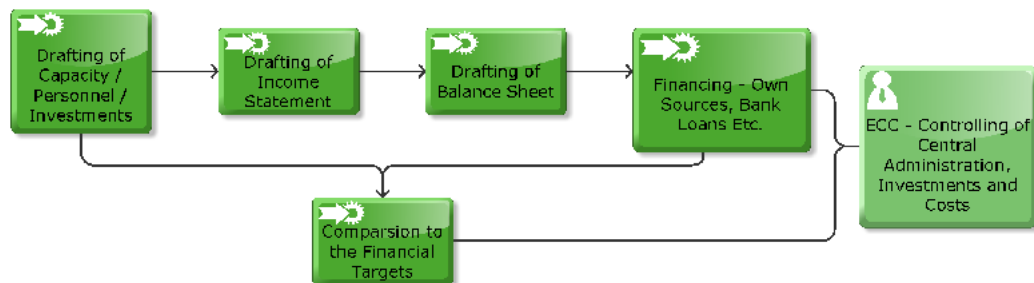 Drafting of
Capacity /
Personnel /
Investments
Drafting of
Income
Statement
Drafting of
Balance Sheet
Financing - Own
Sources, Bank
Loans Etc.
ECC - Controlling of
Central
Administration,
Investments and
Costs
Comparsion to
the Financial
Targets